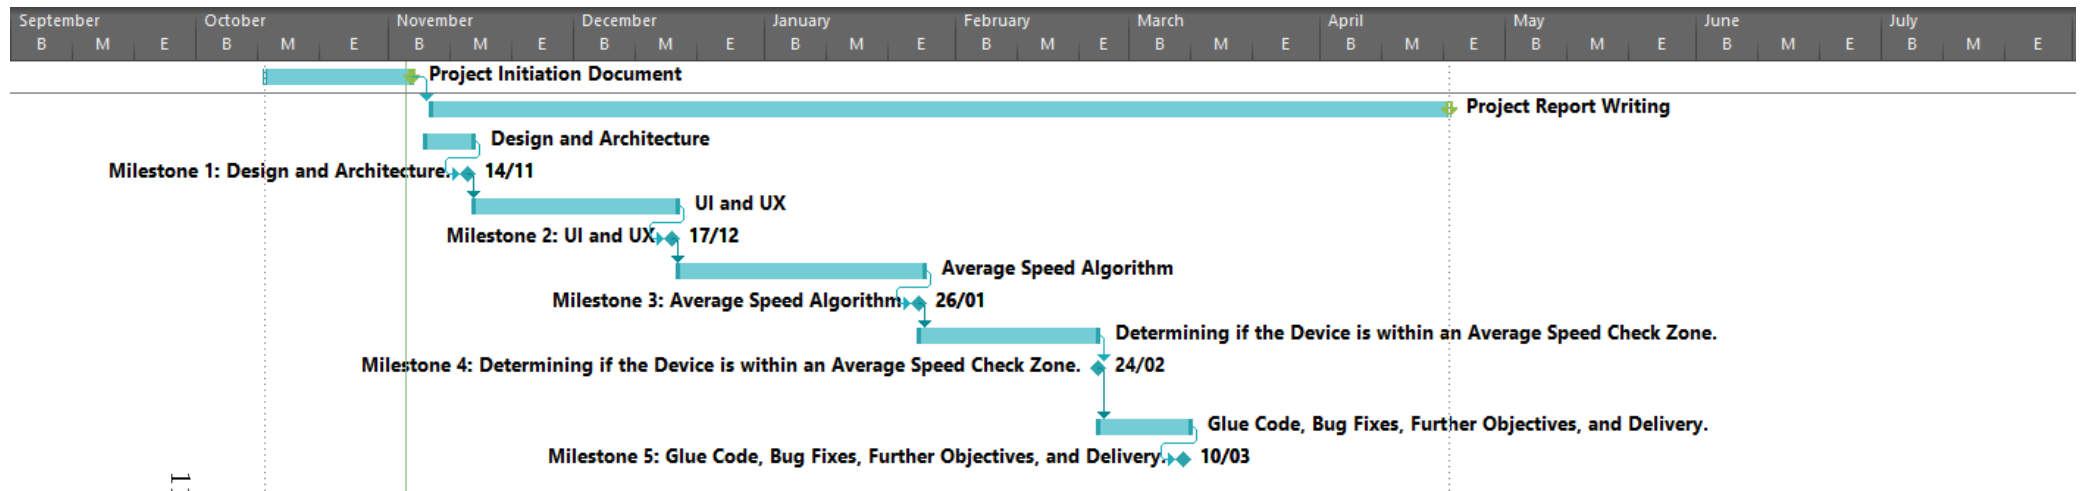 September October November December January February March April May June July
B M E B M E B M E B M E B M E B M E B M E B M E B M E B M E B M E
Project Initiation Document
Project Report Writing
Design and Architecture
Milestone 1: Design and Architecture. 14/11
UI and UX
Milestone 2: UI and UX 17/12
Average Speed Algorithm
Milestone 3: Average Speed Algorithm 26/01
Determining if the Device is within an Average Speed Check Zone.
Milestone 4: Determining if the Device is within an Average Speed Check Zone. 24/02
Glue Code, Bug Fixes, Further Objectives, and Delivery.
Milestone 5: Glue Code, Bug Fixes, Further Objectives, and Delivery. 10/03